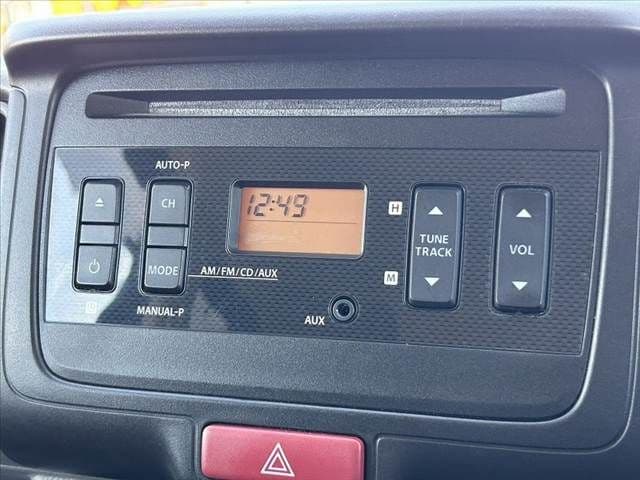 AUTO-P
CH
12:49
H
TUNE
TRACK
VOL
MODE
AM/FM/CD/AUX
M
MANUAL-P
AUX